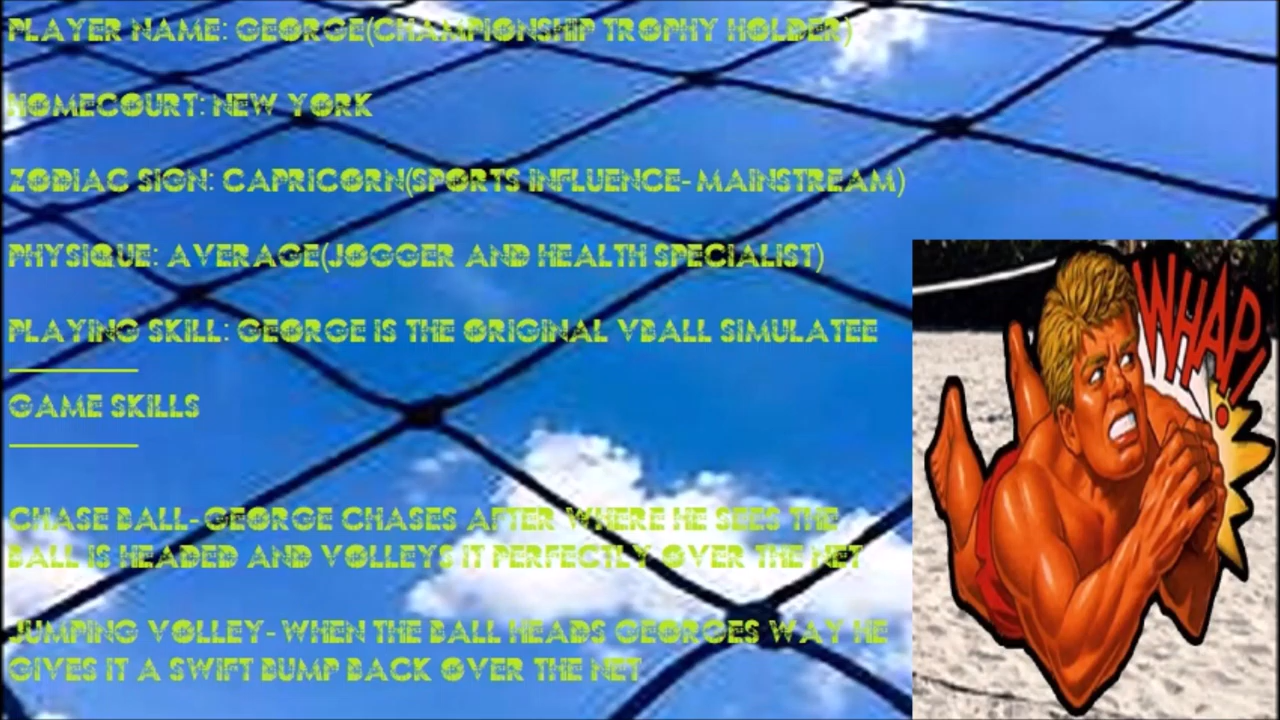 PLAYER NAME: GEORGE(CHAMPIONSHIP TROPHY HOLDER)
HOMECOURT: NEW YORK
ZODIAC SIGN: CAPRICORN(SPORTS INFLUENCE-MAINSTREAM)
PHYSIQUE: AVERAGE(JOGGER AND HEALTH SPECIALIST)
PLAYING SKILL: GEORGE IS THE ORIGINAL VBALL SIMULATEE
GAME SKILLS
CHASE BALL-GEORGE CHASES AFTER WHERE HE SEES THE
BALL IS HEADED AND VOLLEYS IT PERFECTLY OVER THE NET
JUMPING VOLLEY-WHEN THE BALL HEADS GEORGES WAY HE
GIVES IT A SWIFT BUMP BACK OVER THE NET
WHAP!